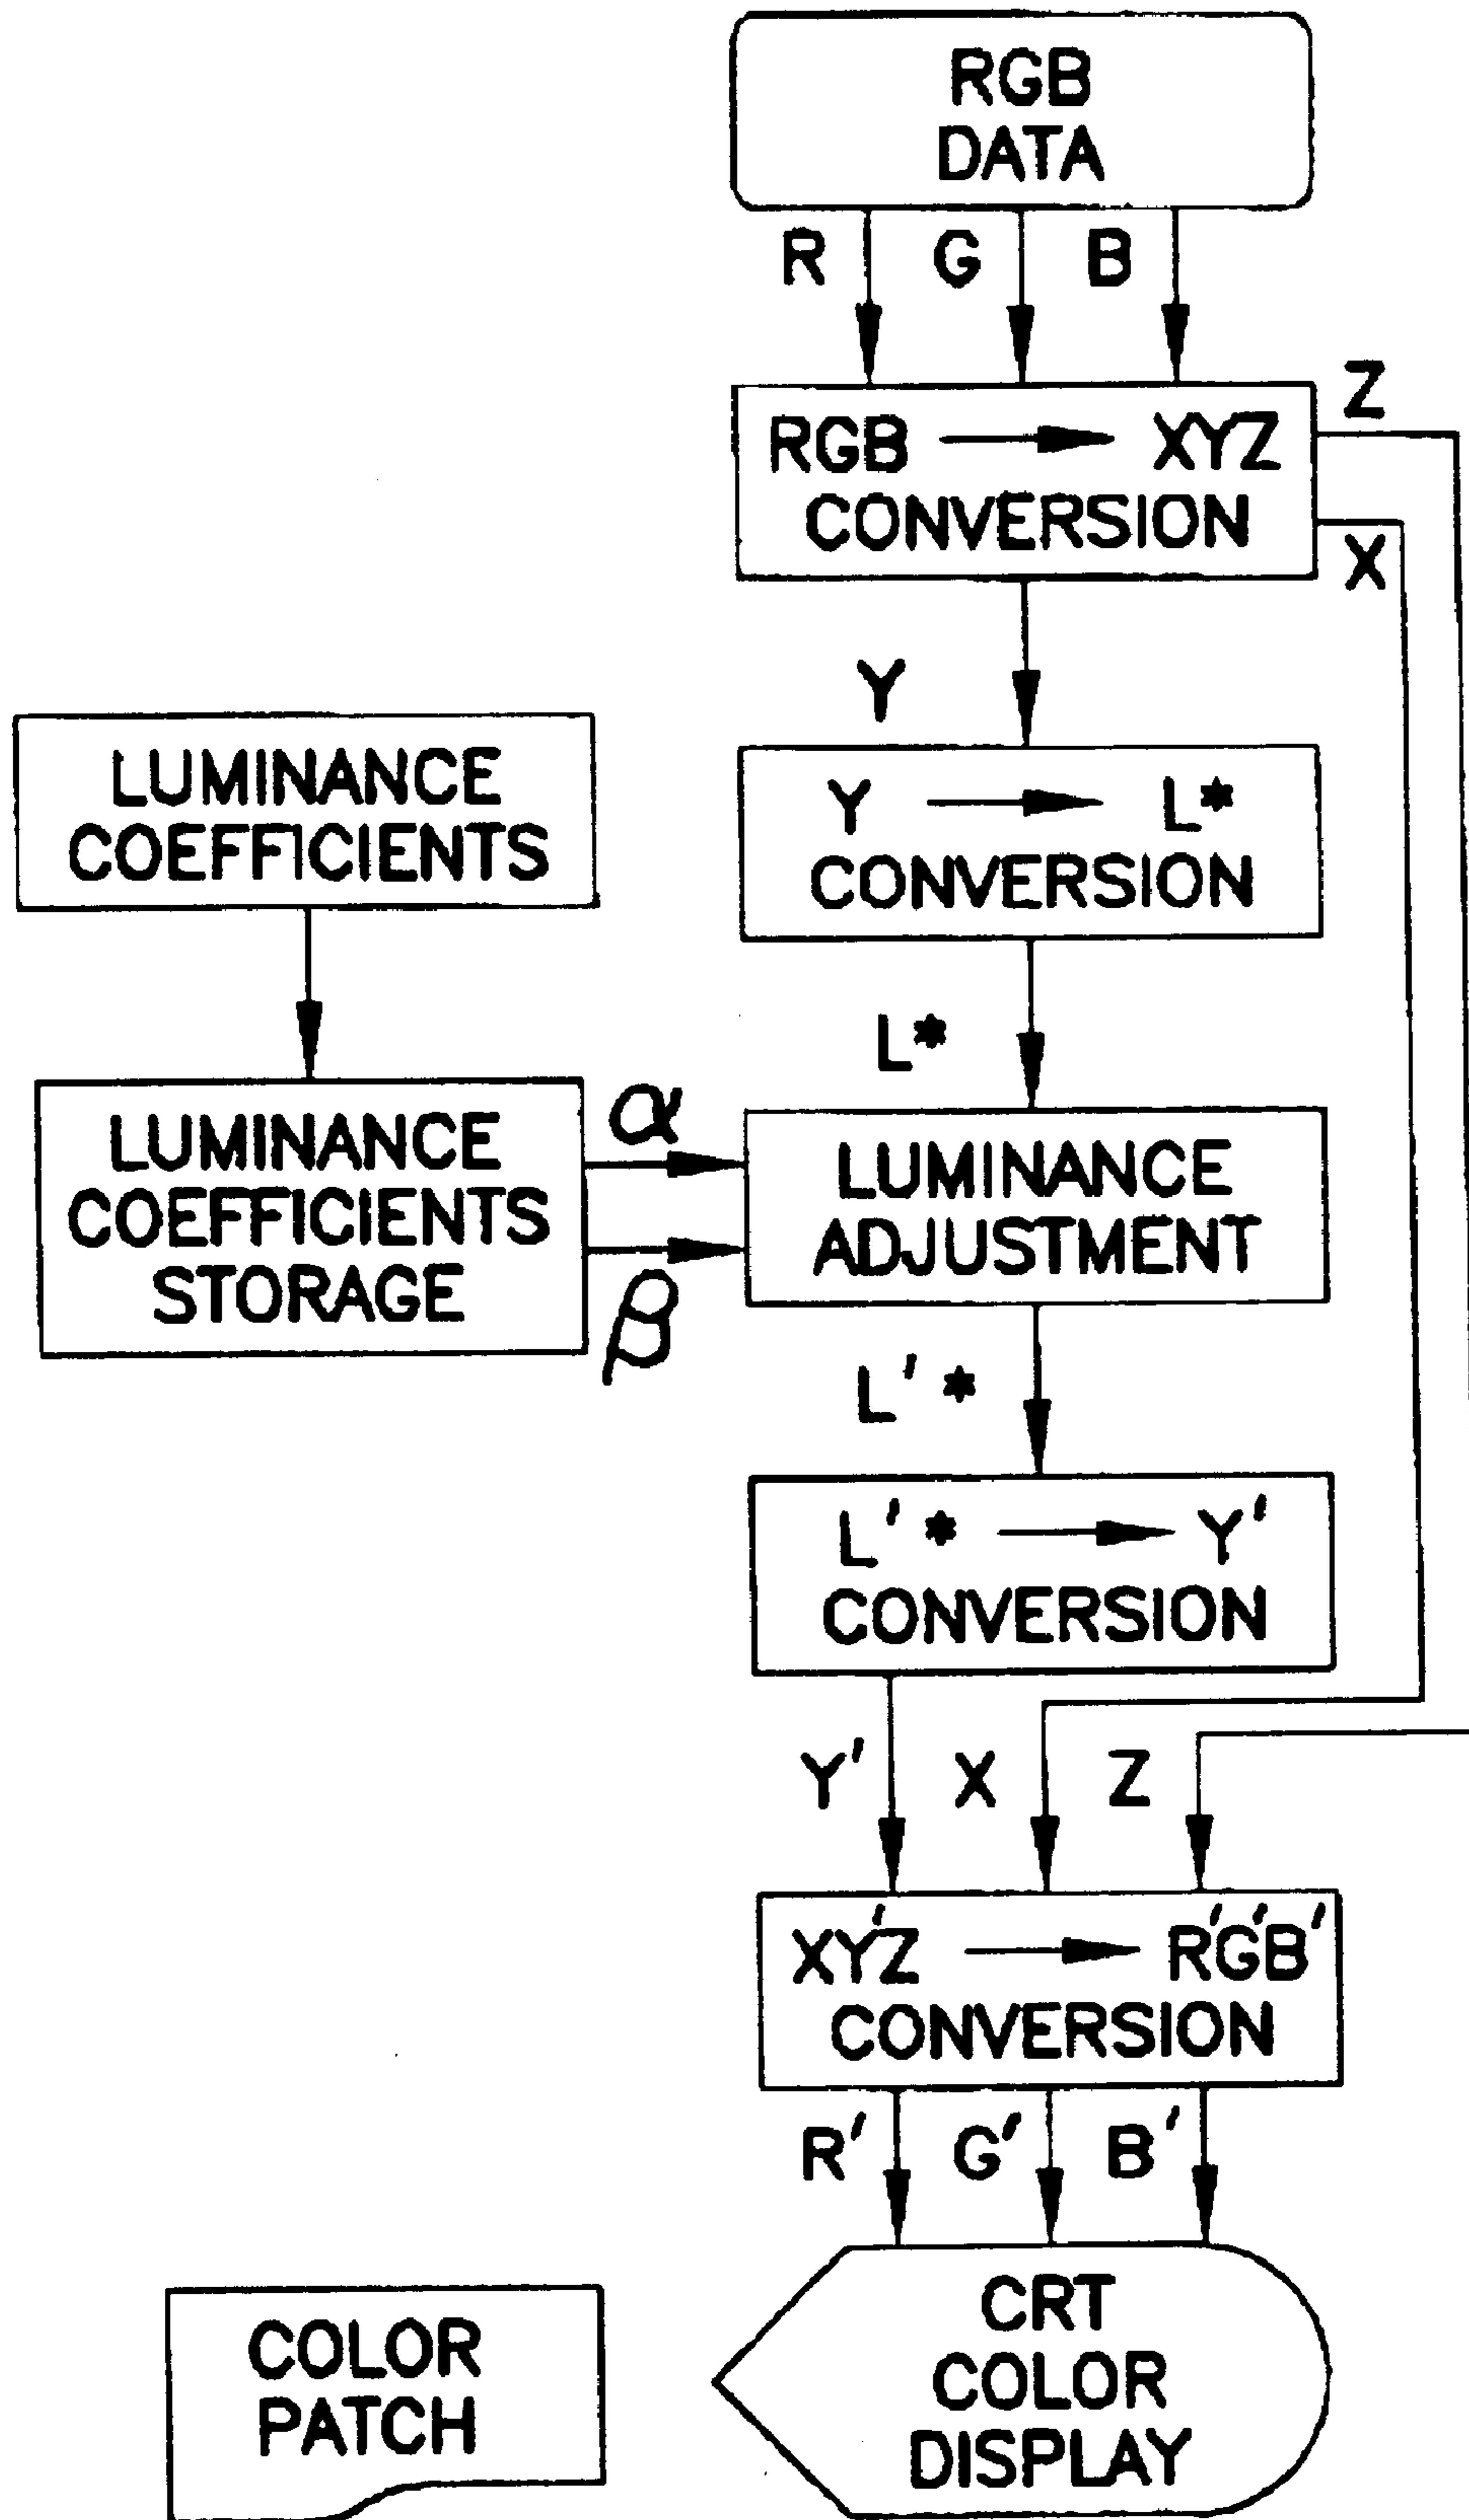 RGB
DATA
R G B
RGB → XYZ
CONVERSION
Z
X
Y
LUMINANCE
COEFFICIENTS
Y → L*
CONVERSION
L*
LUMINANCE
COEFFICIENTS
STORAGE
α
β
LUMINANCE
ADJUSTMENT
L'*
L'* → Y'
CONVERSION
Y' X Z
XY'Z → R'G'B'
CONVERSION
R' G' B'
COLOR
PATCH
CRT
COLOR
DISPLAY